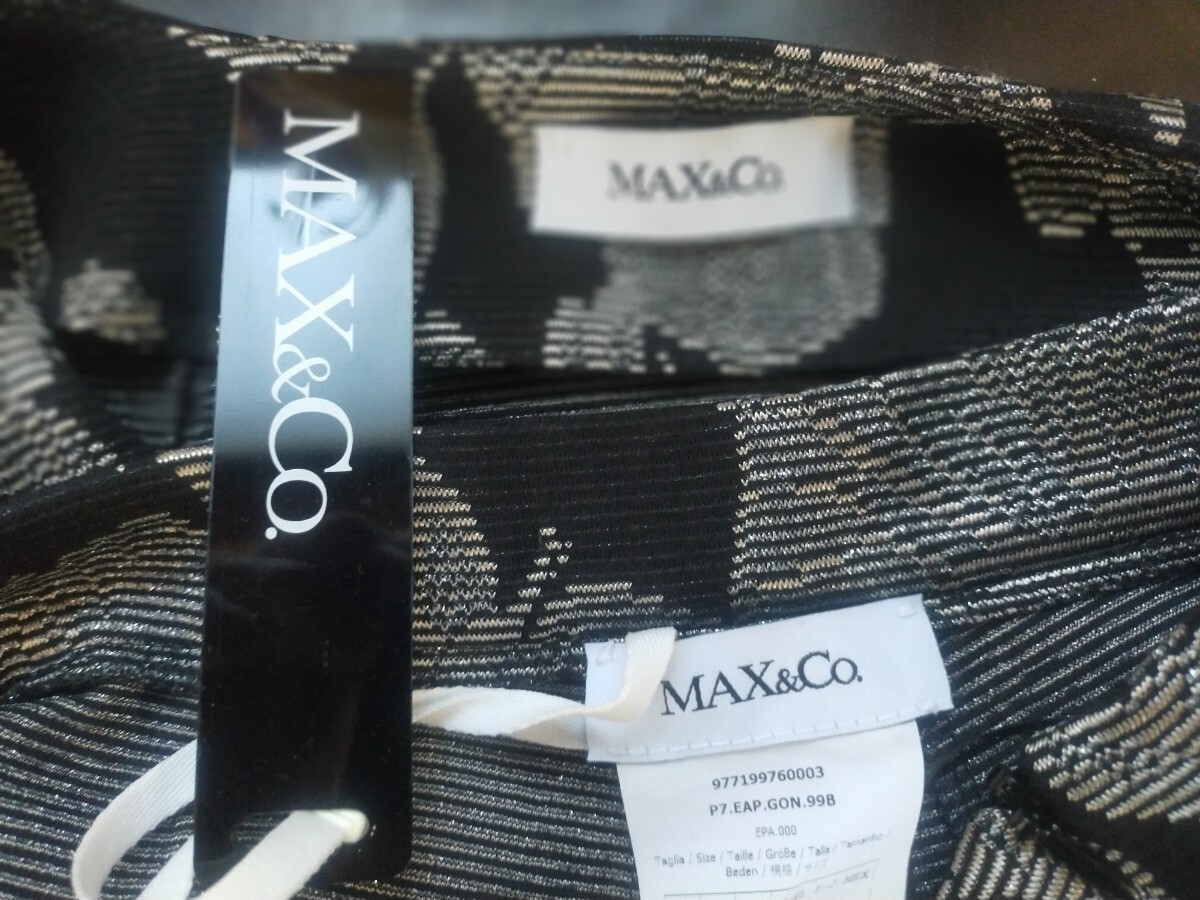 MAX&Co.
MAX&Co.
MAX&Co.
977199760003
P7.EAP.GON.99B
EPA.000
Taglia / Size / Taille / Größe / Talla / Tamanho /
Beden / 規格 / サイズ